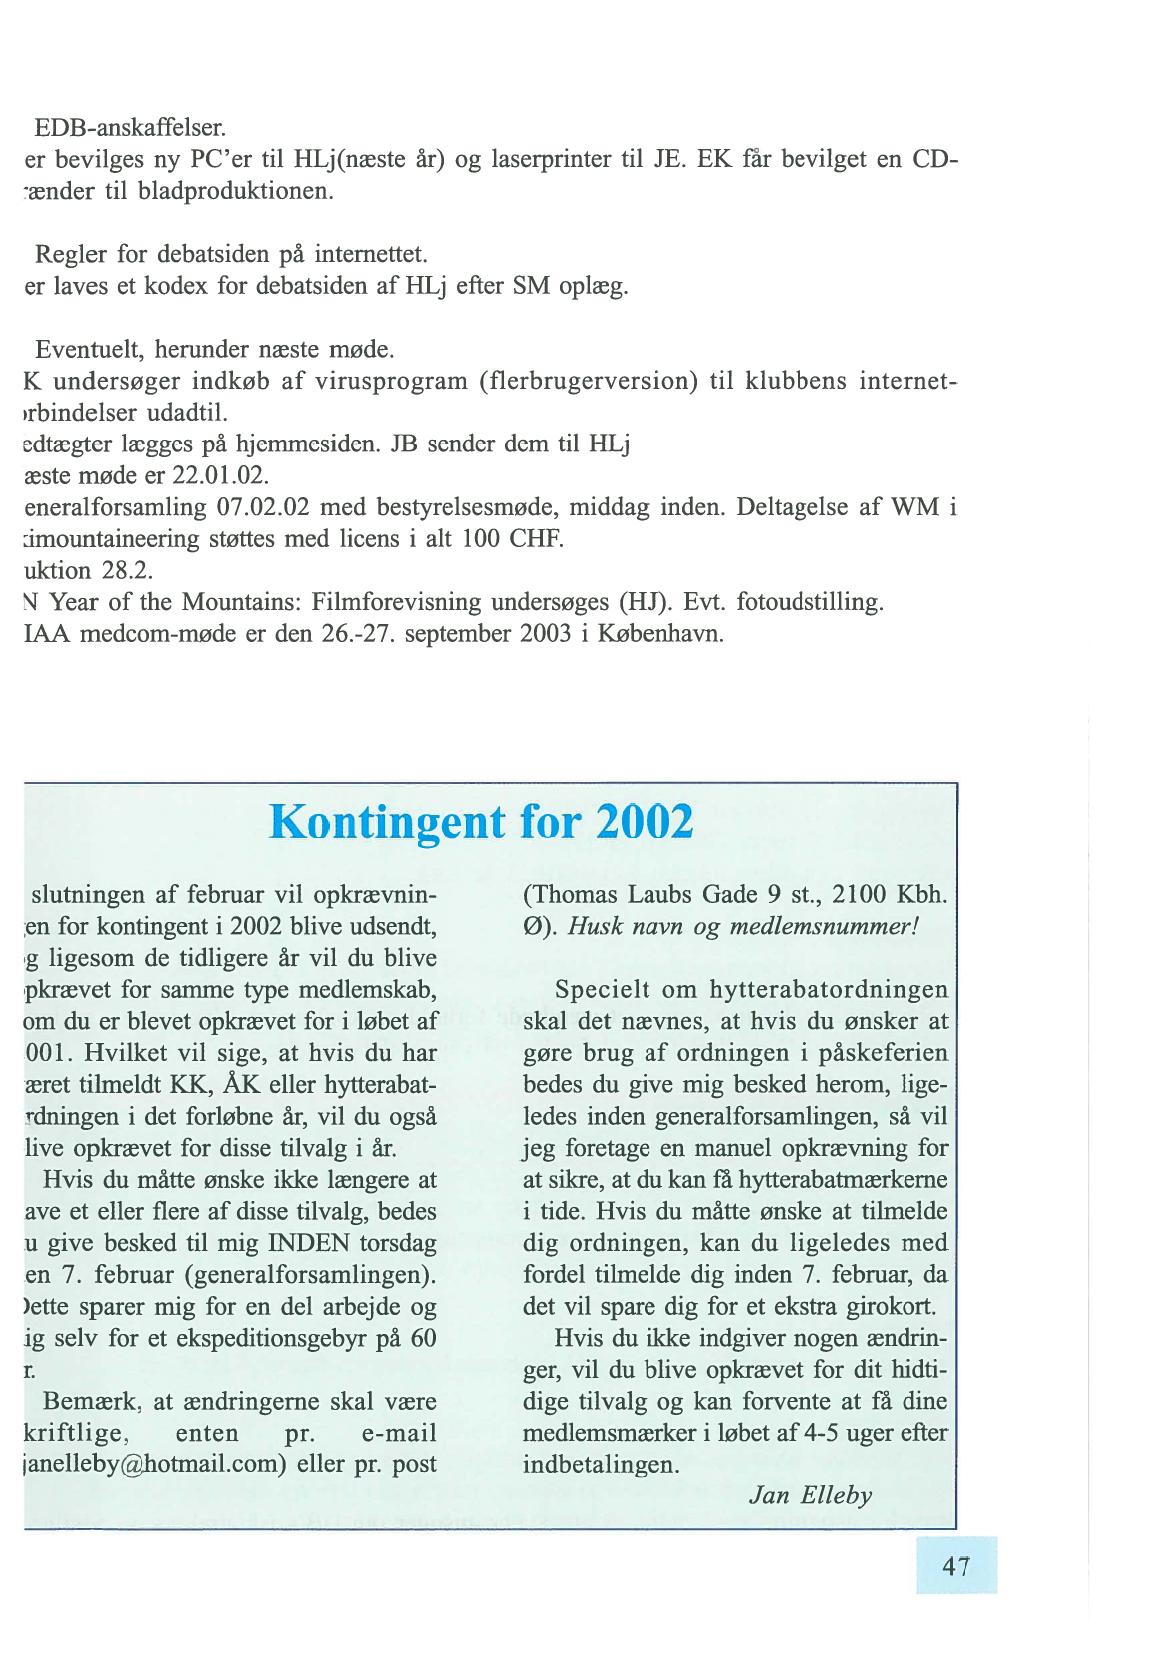 EDB-anskaffelser.
er bevilges ny PC'er til HLj(næste år) og laserprinter til JE. EK får bevilget en CD-
ænder til bladproduktionen.
Regler for debatsiden på internettet.
er laves et kodex for debatsiden af HLj efter SM oplæg.
Eventuelt, herunder næste møde.
K undersøger indkøb af virusprogram (flerbrugerversion) til klubbens internet-
rbindelser udadtil.
edtægter lægges på hjemmesiden. JB sender dem til HLj
æste møde er 22.01.02.
eneralforsamling 07.02.02 med bestyrelsesmøde, middag inden. Deltagelse af WM i
imountaineering støttes med licens i alt 100 CHF.
uktion 28.2.
N Year of the Mountains: Filmforevisning undersøges (HJ). Evt. fotoudstilling.
IAA medcom-møde er den 26.-27. september 2003 i København.
Kontingent for 2002
slutningen af februar vil opkrævnin-
en for kontingent i 2002 blive udsendt,
g ligesom de tidligere år vil du blive
pkrævet for samme type medlemskab,
om du er blevet opkrævet for i løbet af
001. Hvilket vil sige, at hvis du har
æret tilmeldt KK, ÅK eller hytterabat-
rdningen i det forløbne år, vil du også
live opkrævet for disse tilvalg i år.
Hvis du måtte ønske ikke længere at
ave et eller flere af disse tilvalg, bedes
u give besked til mig INDEN torsdag
en 7. februar (generalforsamlingen).
ette sparer mig for en del arbejde og
ig selv for et ekspeditionsgebyr på 60
r.
Bemærk, at ændringerne skal være
kriftlige, enten pr. e-mail
janelleby@hotmail.com) eller pr. post
(Thomas Laubs Gade 9 st., 2100 Kbh.
Ø). Husk navn og medlemsnummer!
Specielt om hytterabatordningen
skal det nævnes, at hvis du ønsker at
gøre brug af ordningen i påskeferien
bedes du give mig besked herom, lige-
ledes inden generalforsamlingen, så vil
jeg foretage en manuel opkrævning for
at sikre, at du kan få hytterabatmærkerne
i tide. Hvis du måtte ønske at tilmelde
dig ordningen, kan du ligeledes med
fordel tilmelde dig inden 7. februar, da
det vil spare dig for et ekstra girokort.
Hvis du ikke indgiver nogen ændrin-
ger, vil du blive opkrævet for dit hidti-
dige tilvalg og kan forvente at få dine
medlemsmærker i løbet af 4-5 uger efter
indbetalingen.
Jan Elleby
47